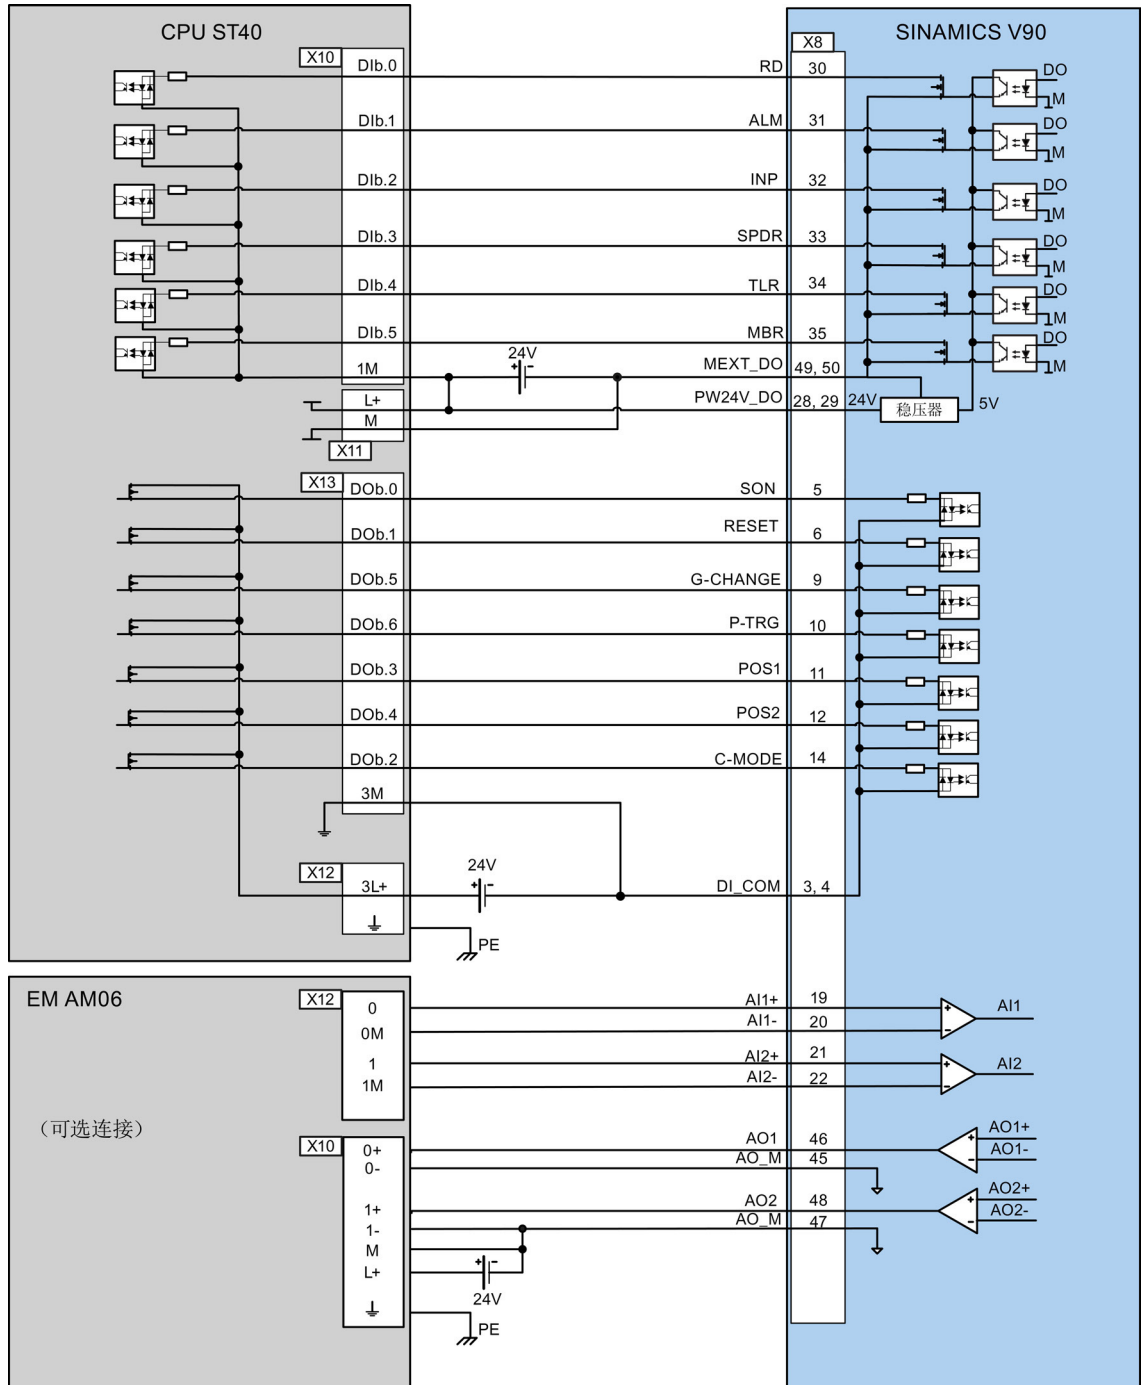 CPU ST40
SINAMICS V90
X10
X8
DIb.0 RD 30 DO
M
DIb.1 ALM 31 DO
M
DIb.2 INP 32 DO
M
DIb.3 SPDR 33 DO
M
DIb.4 TLR 34 DO
M
DIb.5 MBR 35 DO
M
24V
+ -
1M MEXT_DO 49, 50
L+ PW24V_DO 28, 29 24V 稳压器 5V
M
X11
X13
DOb.0 SON 5
DOb.1 RESET 6
DOb.5 G-CHANGE 9
DOb.6 P-TRG 10
DOb.3 POS1 11
DOb.4 POS2 12
DOb.2 C-MODE 14
3M
X12
24V
+ -
3L+ DI_COM 3, 4
PE
EM AM06
X12
0 AI1+ 19 + AI1
0M AI1- 20 -
1 AI2+ 21 + AI2
1M AI2- 22 -
（可选连接）
X10
0+ AO1 46 + AO1+
0- AO_M 45 - AO1-
1+ AO2 48 + AO2+
1- AO_M 47 - AO2-
M
L+ + -
24V
PE